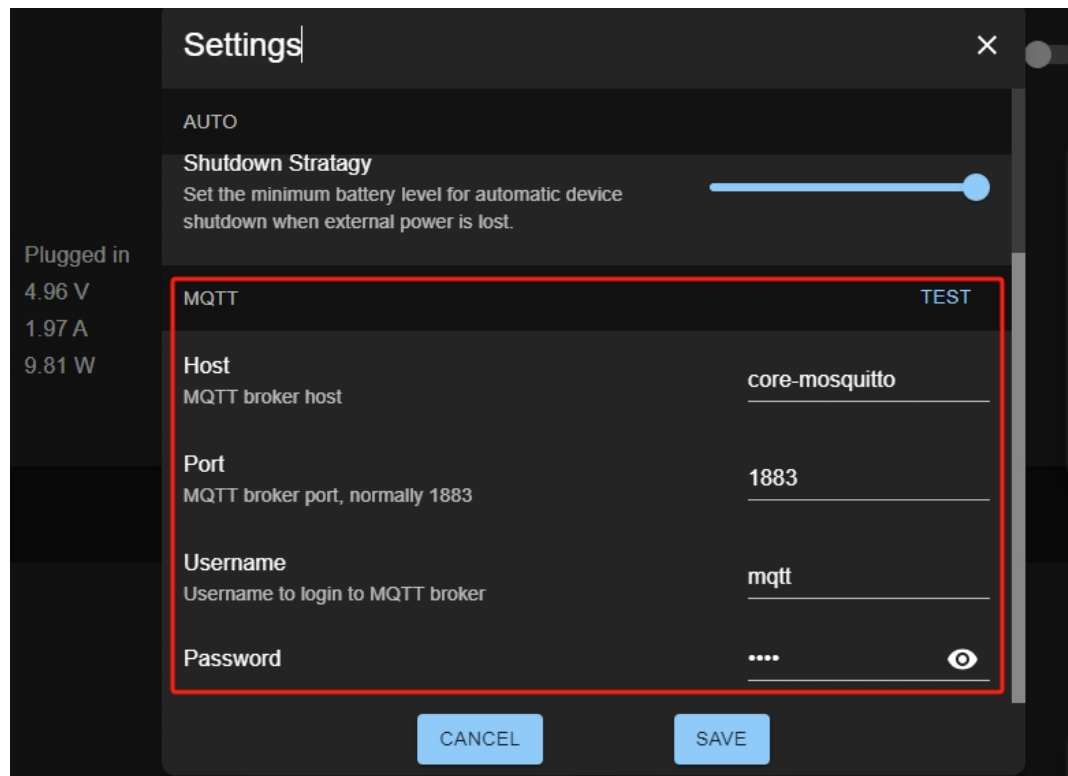 Settings
AUTO
Shutdown Stratagy
Set the minimum battery level for automatic device
shutdown when external power is lost.
Plugged in
4.96 V
1.97 A
9.81 W
MQTT
TEST
Host
MQTT broker host
core-mosquitto
Port
MQTT broker port, normally 1883
1883
Username
Username to login to MQTT broker
mqtt
Password
••••
CANCEL
SAVE